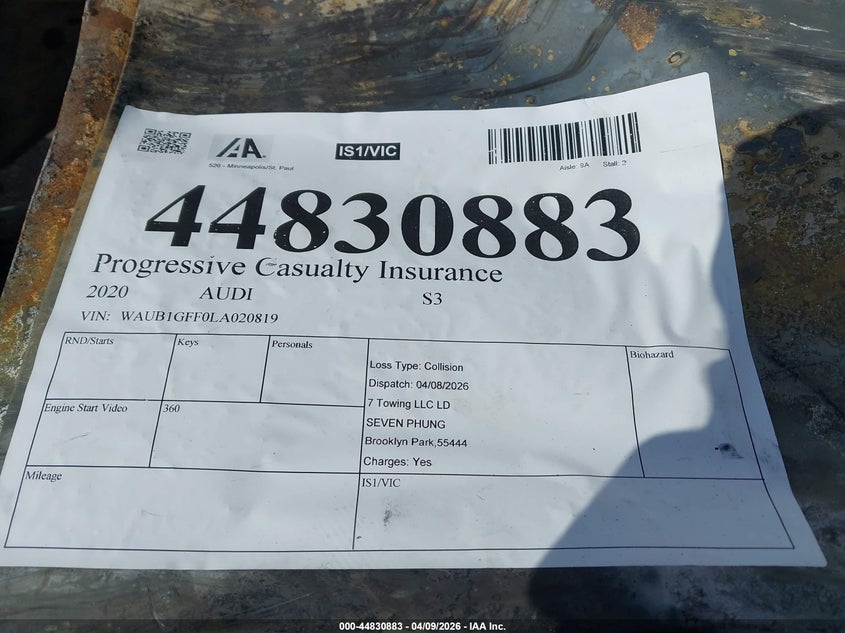 IAA
IS1/VIC
526 - Minneapolis/St. Paul
Aisle: 9A Stall: 2
44830883
Progressive Casualty Insurance
2020 AUDI S3
VIN: WAUB1GFF0LA020819
RND/Starts Keys Personals
Loss Type: Collision
Biohazard
Dispatch: 04/08/2026
Engine Start Video 360
7 Towing LLC LD
SEVEN PHUNG
Brooklyn Park,55444
Charges: Yes
Mileage
IS1/VIC
000-44830883 - 04/09/2026 - IAA Inc.